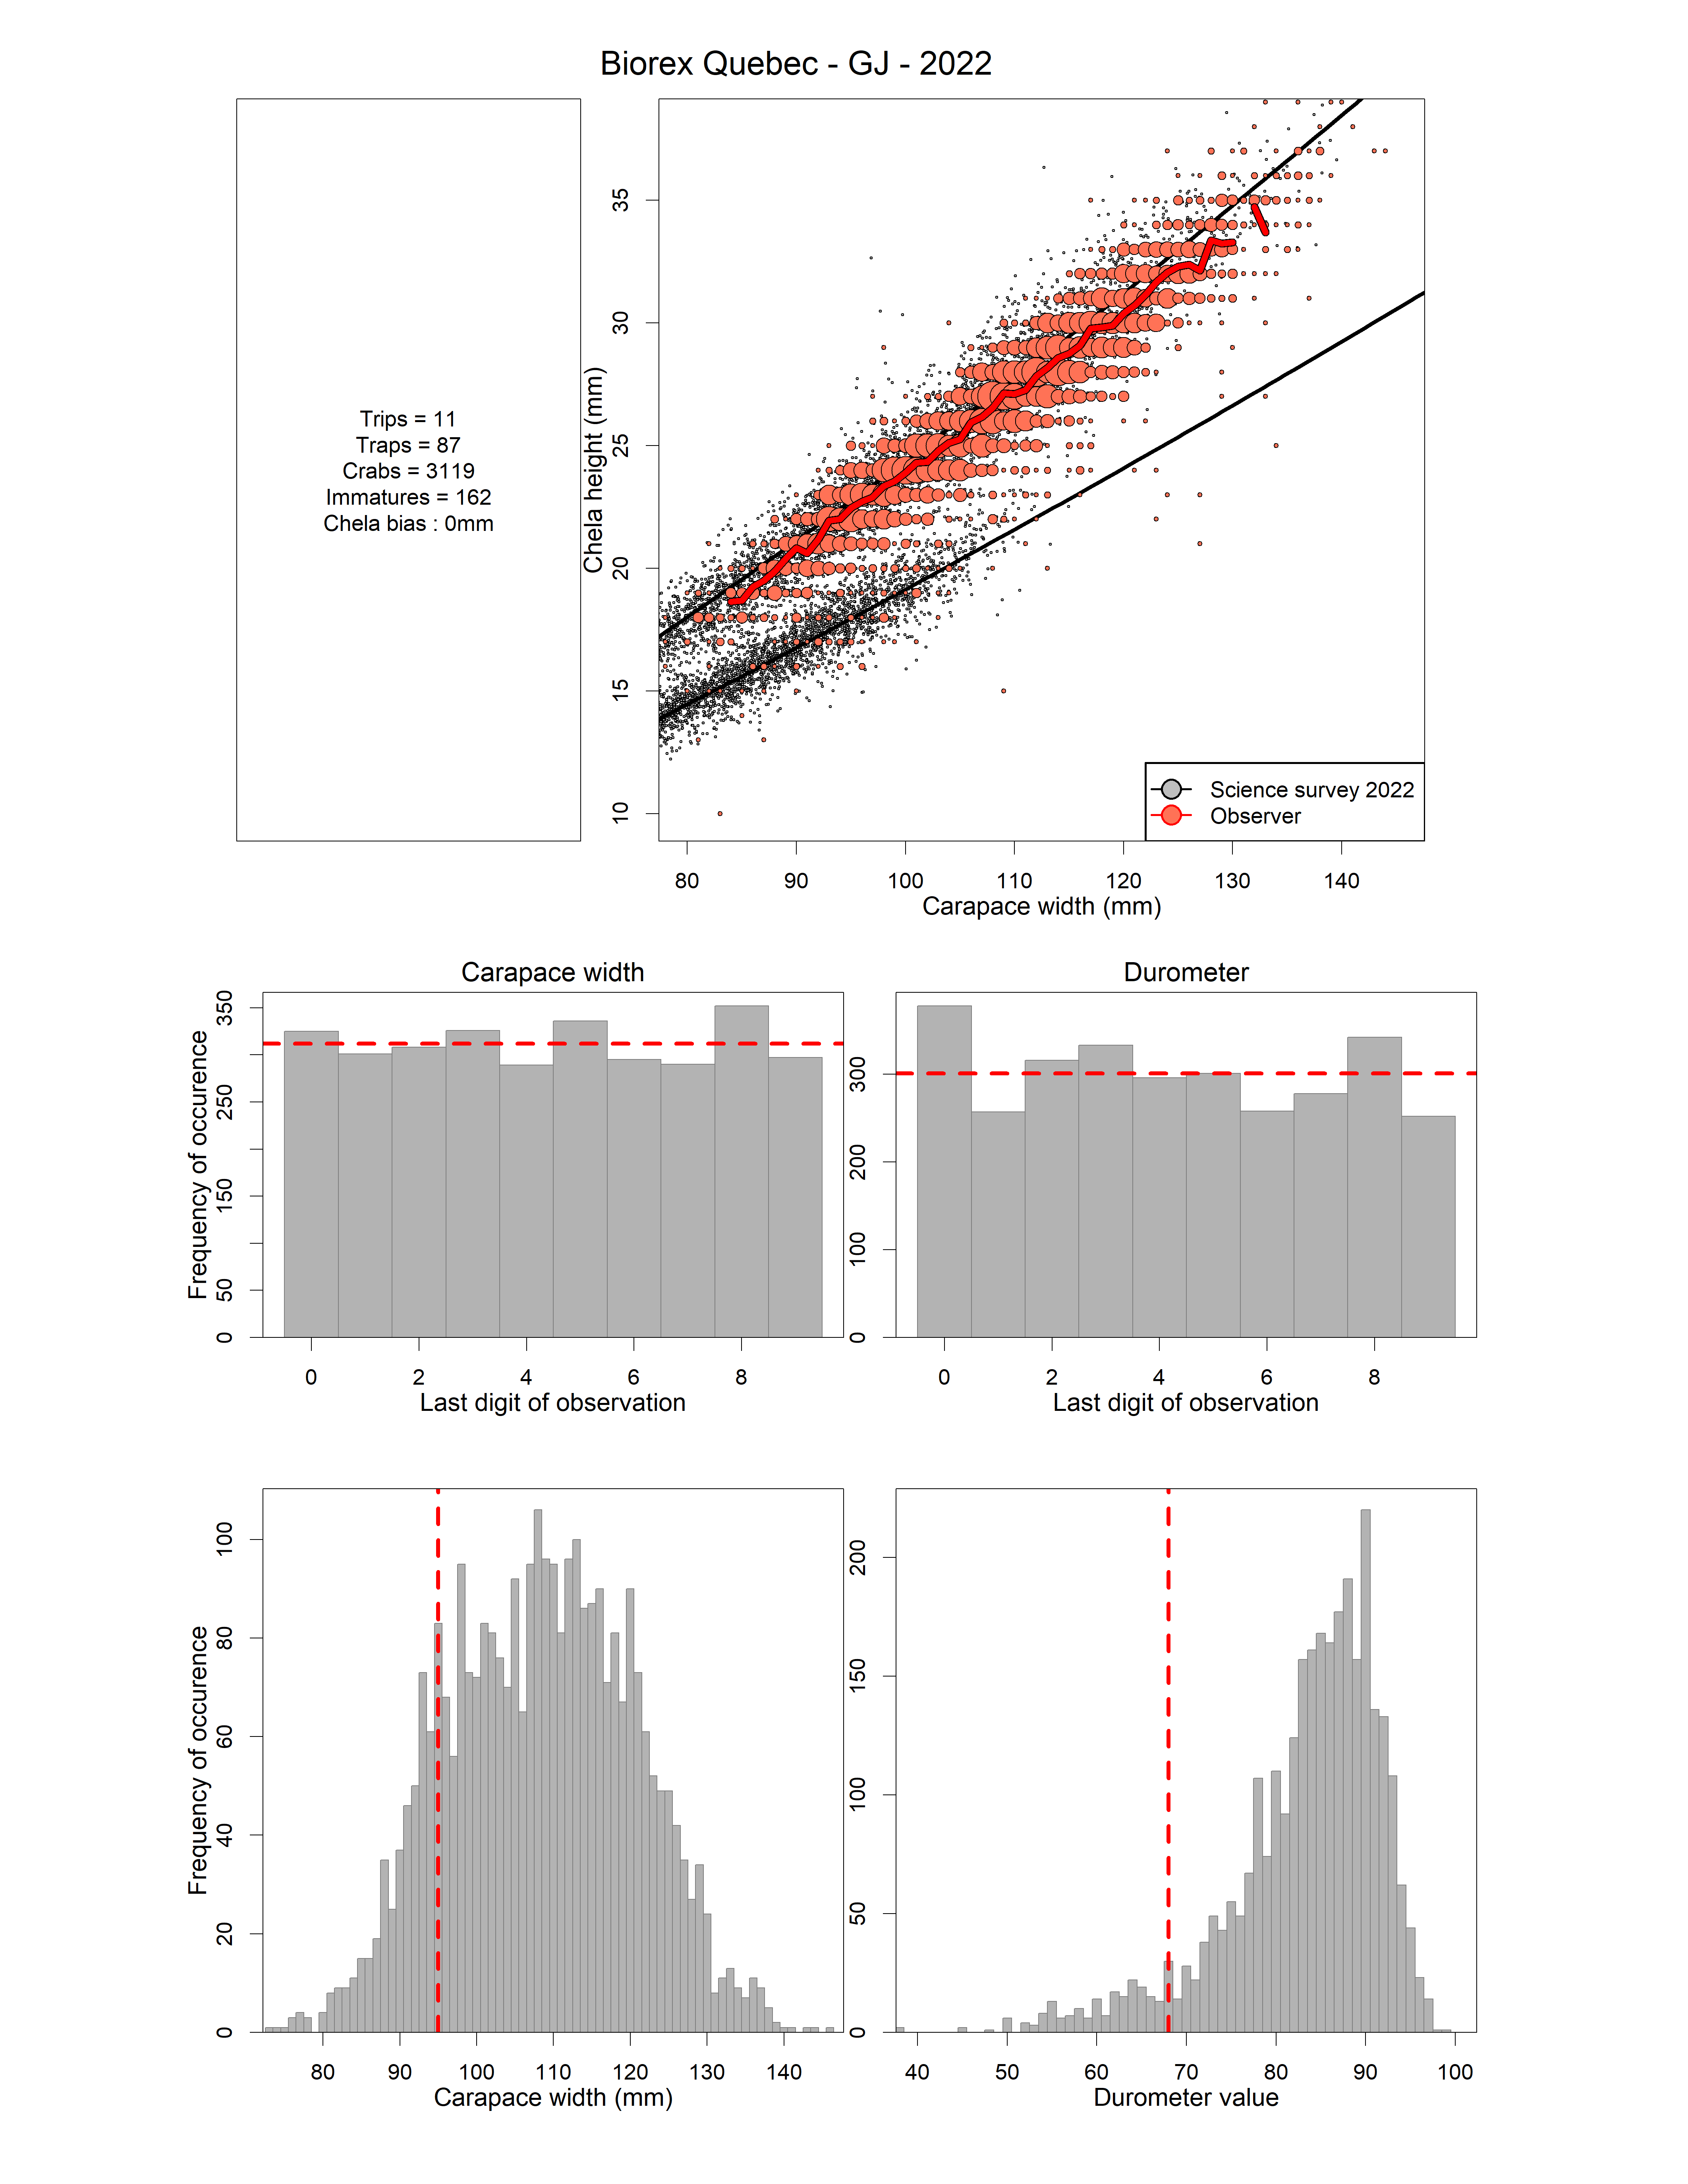 Biorex Quebec - GJ - 2022
Trips = 11
Traps = 87
Crabs = 3119
Immatures = 162
Chela bias : 0mm
Chela height (mm)
35
30
25
20
15
10
Science survey 2022
Observer
80 90 100 110 120 130 140
Carapace width (mm)
Carapace width
Frequency of occurence
350
250
150
50
0
0 2 4 6 8
Last digit of observation
Durometer
300
200
100
0
0 2 4 6 8
Last digit of observation
Frequency of occurence
100
80
60
40
20
0
80 90 100 110 120 130 140
Carapace width (mm)
200
150
100
50
0
40 50 60 70 80 90 100
Durometer value